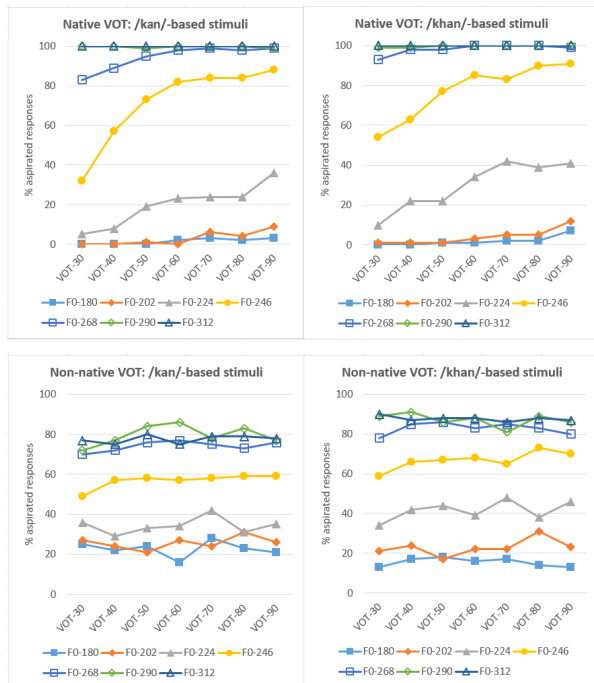 Native VOT: /kan/-based stimuli
% aspirated responses
100
80
60
40
20
0
VOT-30 VOT-40 VOT-50 VOT-60 VOT-70 VOT-80 VOT-90
F0-180 F0-202 F0-224 F0-246
F0-268 F0-290 F0-312
Native VOT: /khan/-based stimuli
% aspirated responses
100
80
60
40
20
0
VOT-30 VOT-40 VOT-50 VOT-60 VOT-70 VOT-80 VOT-90
F0-180 F0-202 F0-224 F0-246
F0-268 F0-290 F0-312
Non-native VOT: /kan/-based stimuli
% aspirated responses
100
80
60
40
20
0
VOT-30 VOT-40 VOT-50 VOT-60 VOT-70 VOT-80 VOT-90
F0-180 F0-202 F0-224 F0-246
F0-268 F0-290 F0-312
Non-native VOT: /khan/-based stimuli
% aspirated responses
100
80
60
40
20
0
VOT-30 VOT-40 VOT-50 VOT-60 VOT-70 VOT-80 VOT-90
F0-180 F0-202 F0-224 F0-246
F0-268 F0-290 F0-312